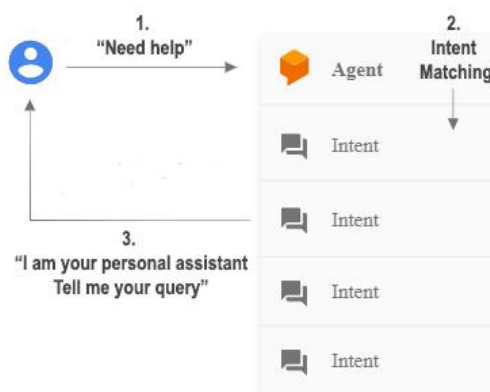 1.
“Need help”
2.
Intent
Matching
Agent
Intent
Intent
3.
“I am your personal assistant
Tell me your query”
Intent
Intent